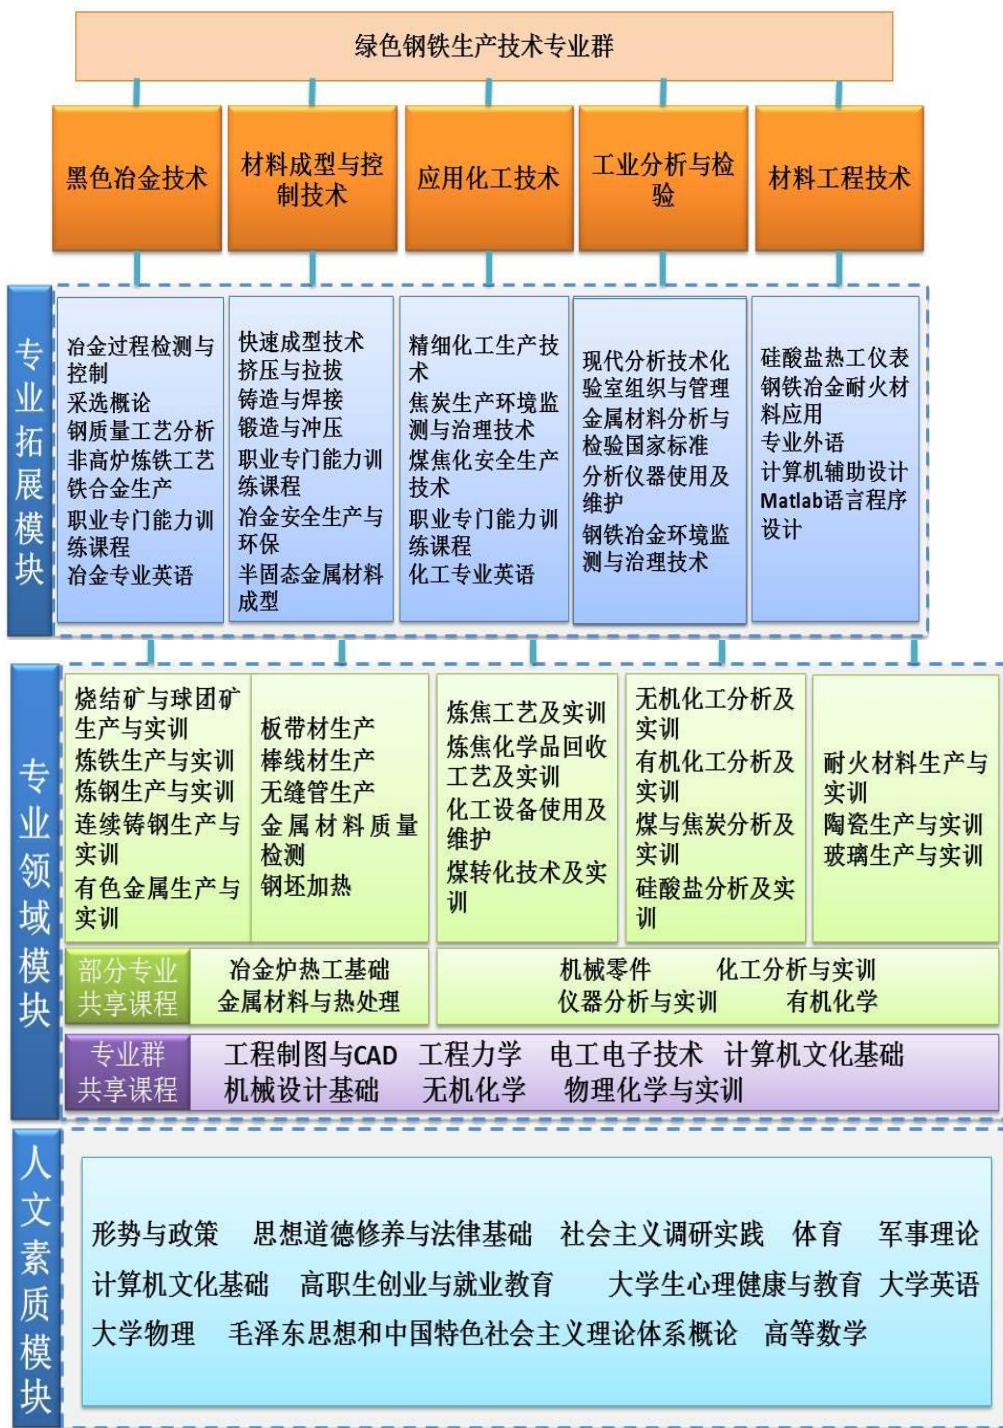 绿色钢铁生产技术专业群
黑色冶金技术
材料成型与控
制技术
应用化工技术
工业分析与检
验
材料工程技术
专业拓展模块
冶金过程检测与
控制
采选概论
钢质量工艺分析
非高炉炼铁工艺
铁合金生产
职业专门能力训
练课程
冶金专业英语
快速成型技术
挤压与拉拔
铸造与焊接
锻造与冲压
职业专门能力训
练课程
冶金安全生产与
环保
半固态金属材料
成型
精细化工生产技
术
焦炭生产环境监
测与治理技术
煤焦化安全生产
技术
职业专门能力训
练课程
化工专业英语
现代分析技术化
验室组织与管理
金属材料分析与
检验国家标准
分析仪器使用及
维护
钢铁冶金环境监
测与治理技术
硅酸盐热工仪表
钢铁冶金耐火材
料应用
专业外语
计算机辅助设计
Matlab语言程序
设计
专业领域模块
烧结矿与球团矿
生产与实训
炼铁生产与实训
炼钢生产与实训
连续铸钢生产与
实训
有色金属生产与
实训
板带材生产
棒线材生产
无缝管生产
金属材料质量
检测
钢坯加热
炼焦工艺及实训
炼焦化学品回收
工艺及实训
化工设备使用及
维护
煤转化技术及实
训
无机化工分析及
实训
有机化工分析及
实训
煤与焦炭分析及
实训
硅酸盐分析及实
训
耐火材料生产与
实训
陶瓷生产与实训
玻璃生产与实训
部分专业
共享课程
冶金炉热工基础
金属材料与热处理
机械零件 化工分析与实训
仪器分析与实训 有机化学
专业群
共享课程
工程制图与CAD 工程力学 电工电子技术 计算机文化基础
机械设计基础 无机化学 物理化学与实训
人文素质模块
形势与政策 思想道德修养与法律基础 社会主义调研实践 体育 军事理论
计算机文化基础 高职生创业与就业教育 大学生心理健康与教育 大学英语
大学物理 毛泽东思想和中国特色社会主义理论体系概论 高等数学